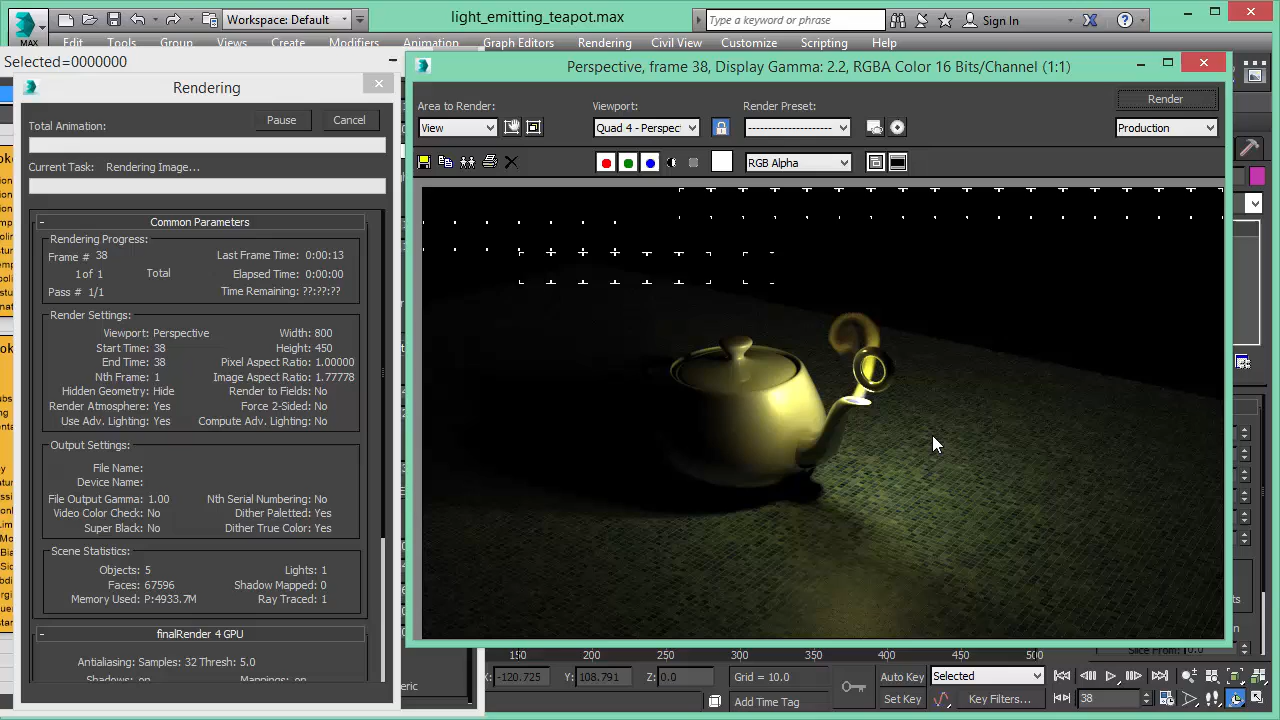 Workspace: Default
light_emitting_teapot.max
Type a keyword or phrase
Sign In
MAX
Edit Tools Group Views Create Modifiers Animation Graph Editors Rendering Civil View Customize Scripting Help
Selected=0000000
Rendering
Total Animation:
Pause
Cancel
Current Task: Rendering Image...
Common Parameters
Rendering Progress:
Frame # 38
Last Frame Time: 0:00:13
1 of 1 Total
Elapsed Time: 0:00:00
Pass # 1/1
Time Remaining: ??:??:??
Render Settings:
Viewport: Perspective
Width: 800
Start Time: 38
Height: 450
End Time: 38
Pixel Aspect Ratio: 1.00000
Nth Frame: 1
Image Aspect Ratio: 1.77778
Hidden Geometry: Hide
Render to Fields: No
Render Atmosphere: Yes
Force 2-Sided: No
Use Adv. Lighting: Yes
Compute Adv. Lighting: No
Output Settings:
File Name:
Device Name:
File Output Gamma: 1.00
Nth Serial Numbering: No
Video Color Check: No
Dither Paletted: Yes
Super Black: No
Dither True Color: Yes
Scene Statistics:
Objects: 5
Lights: 1
Faces: 67596
Shadow Mapped: 0
Memory Used: P:4933.7M
Ray Traced: 1
finalRender 4 GPU
Antialiasing: Samples: 32 Thresh: 5.0
Perspective, frame 38, Display Gamma: 2.2, RGBA Color 16 Bits/Channel (1:1)
Area to Render:
View
Viewport:
Quad 4 - Perspec
Render Preset:
Render
Production
RGB Alpha
150 200 250 300 350 400 450 500
X: -120.725 Y: 108.791 Z: 0.0
Grid = 10.0
Add Time Tag
Auto Key
Selected
Set Key
Key Filters...
38